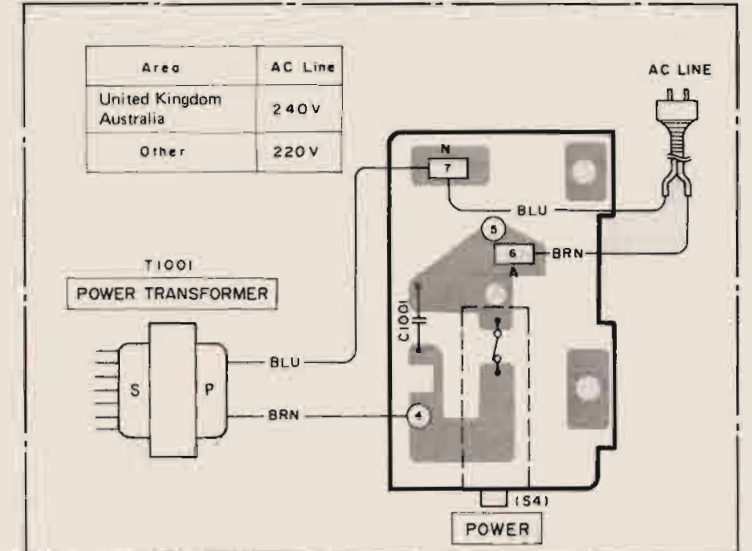 Area AC Line
United Kingdom
Australia 240V
Other 220V
AC LINE
N
7
BLU
5
6
BRN
A
T1001
POWER TRANSFORMER
C1001
BLU
S P
BRN
4
(S4)
POWER